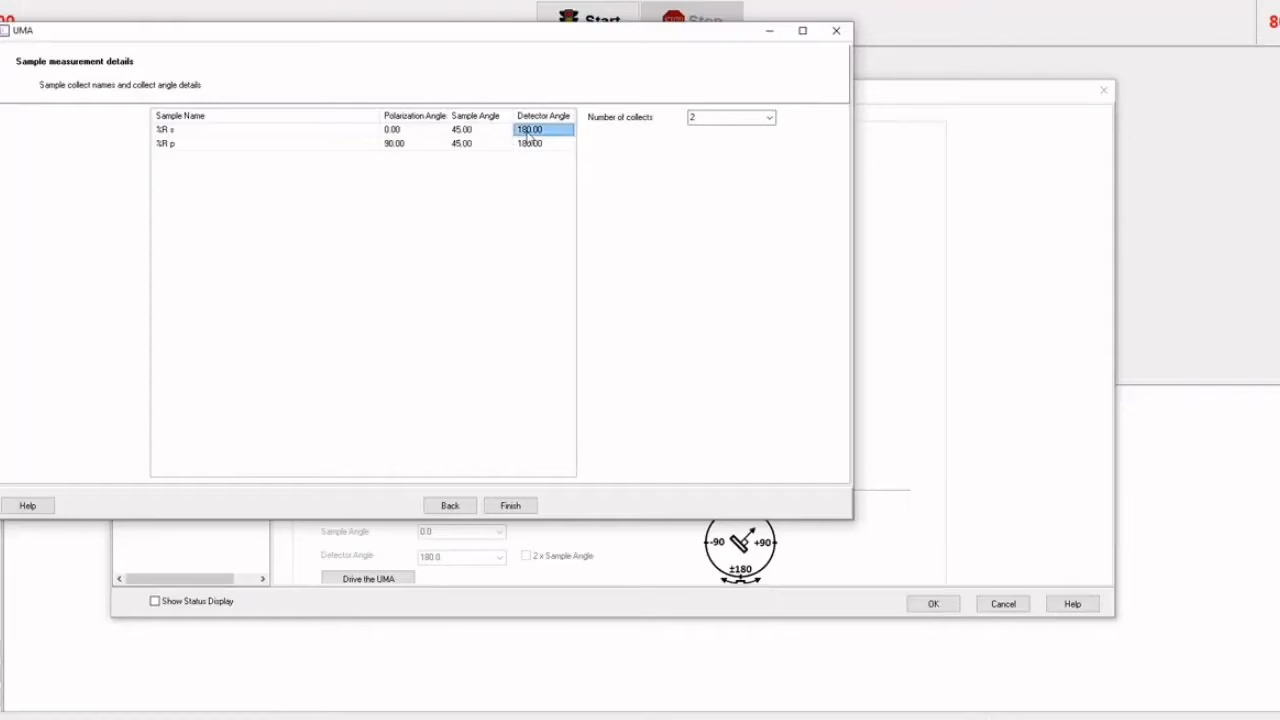 00
Start
Stop
80
UMA
Sample measurement details
Sample collect names and collect angle details
Sample Name Polarization Angle Sample Angle Detector Angle
%R s 0.00 45.00 180.00
%R p 90.00 45.00 180.00
Number of collects 2
Help Back Finish
Sample Angle 0.0
Detector Angle 180.0 2 x Sample Angle
Drive the UMA
-90 +90
±180
Show Status Display
OK Cancel Help